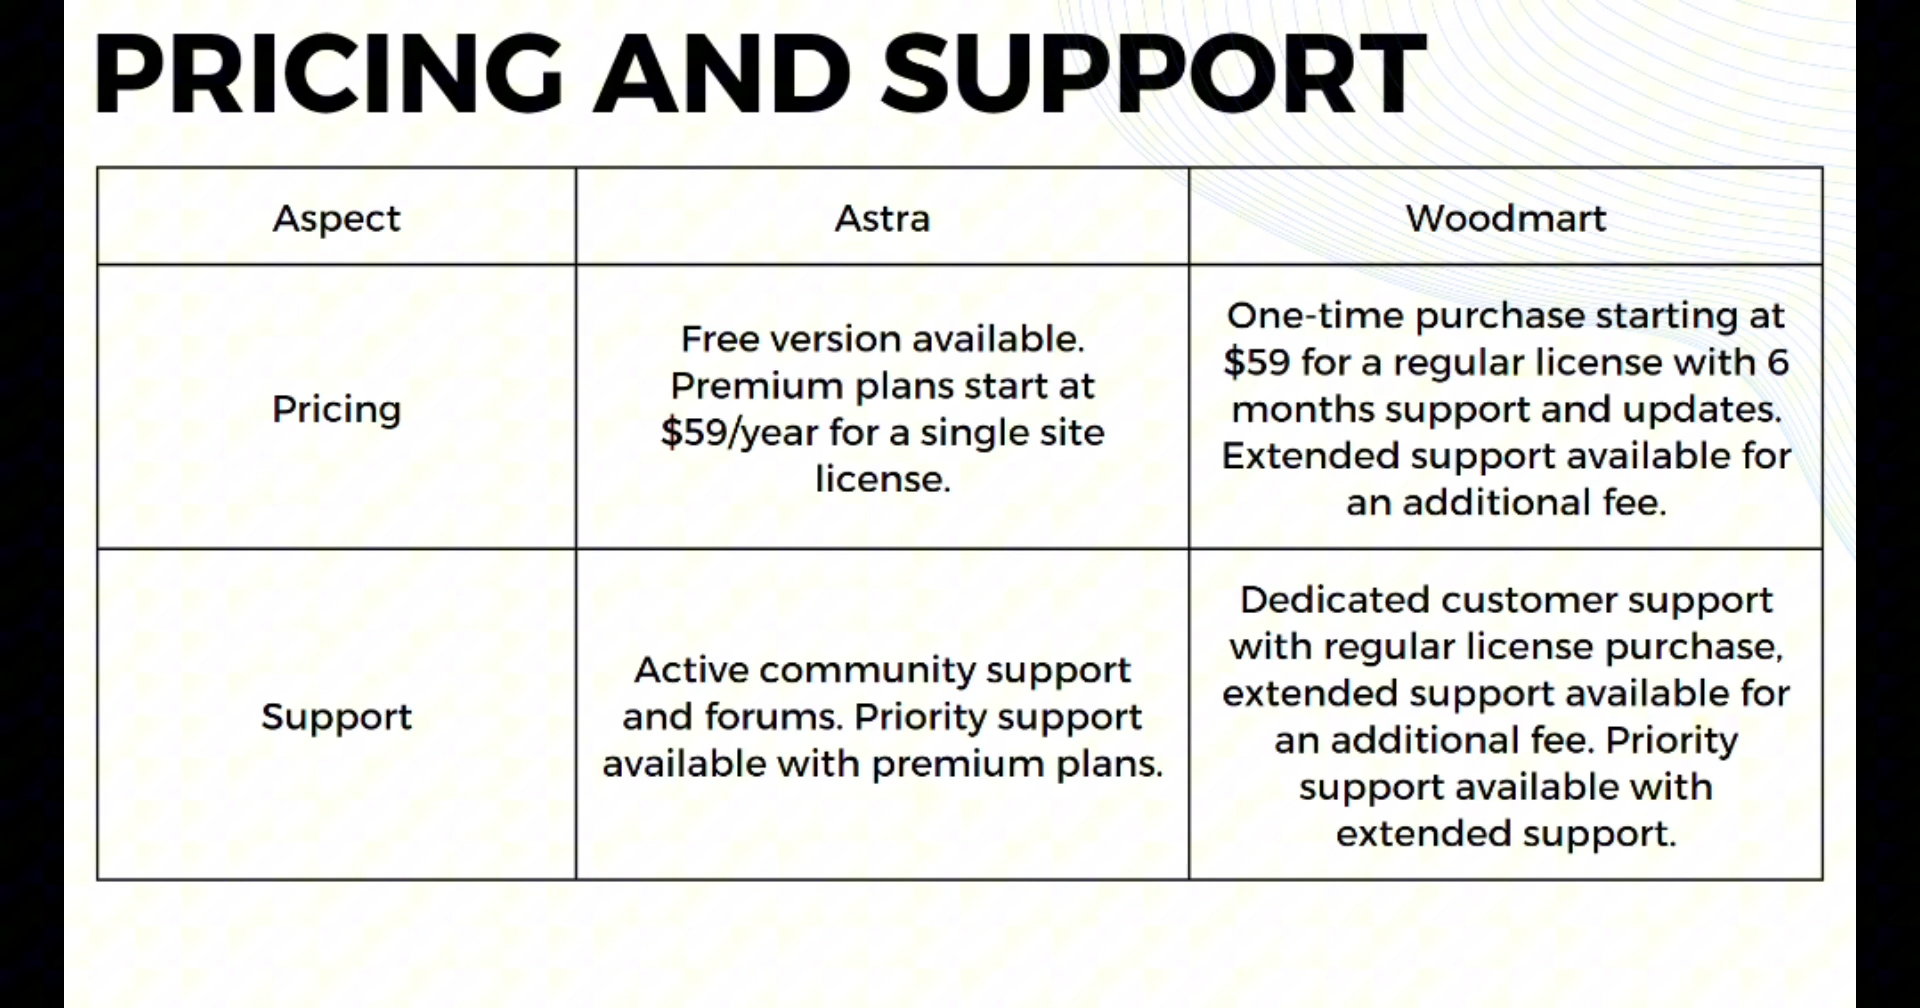 PRICING AND SUPPORT
Aspect
Astra
Woodmart
Pricing
Free version available.
Premium plans start at
$59/year for a single site
license.
One-time purchase starting at
$59 for a regular license with 6
months support and updates.
Extended support available for
an additional fee.
Support
Active community support
and forums. Priority support
available with premium plans.
Dedicated customer support
with regular license purchase,
extended support available for
an additional fee. Priority
support available with
extended support.